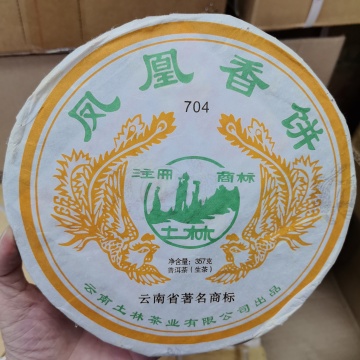 凤凰香饼
704
注册 商标
土林
净含量：357克
普洱茶（生茶）
云南省著名商标
云南土林茶业有限公司出品